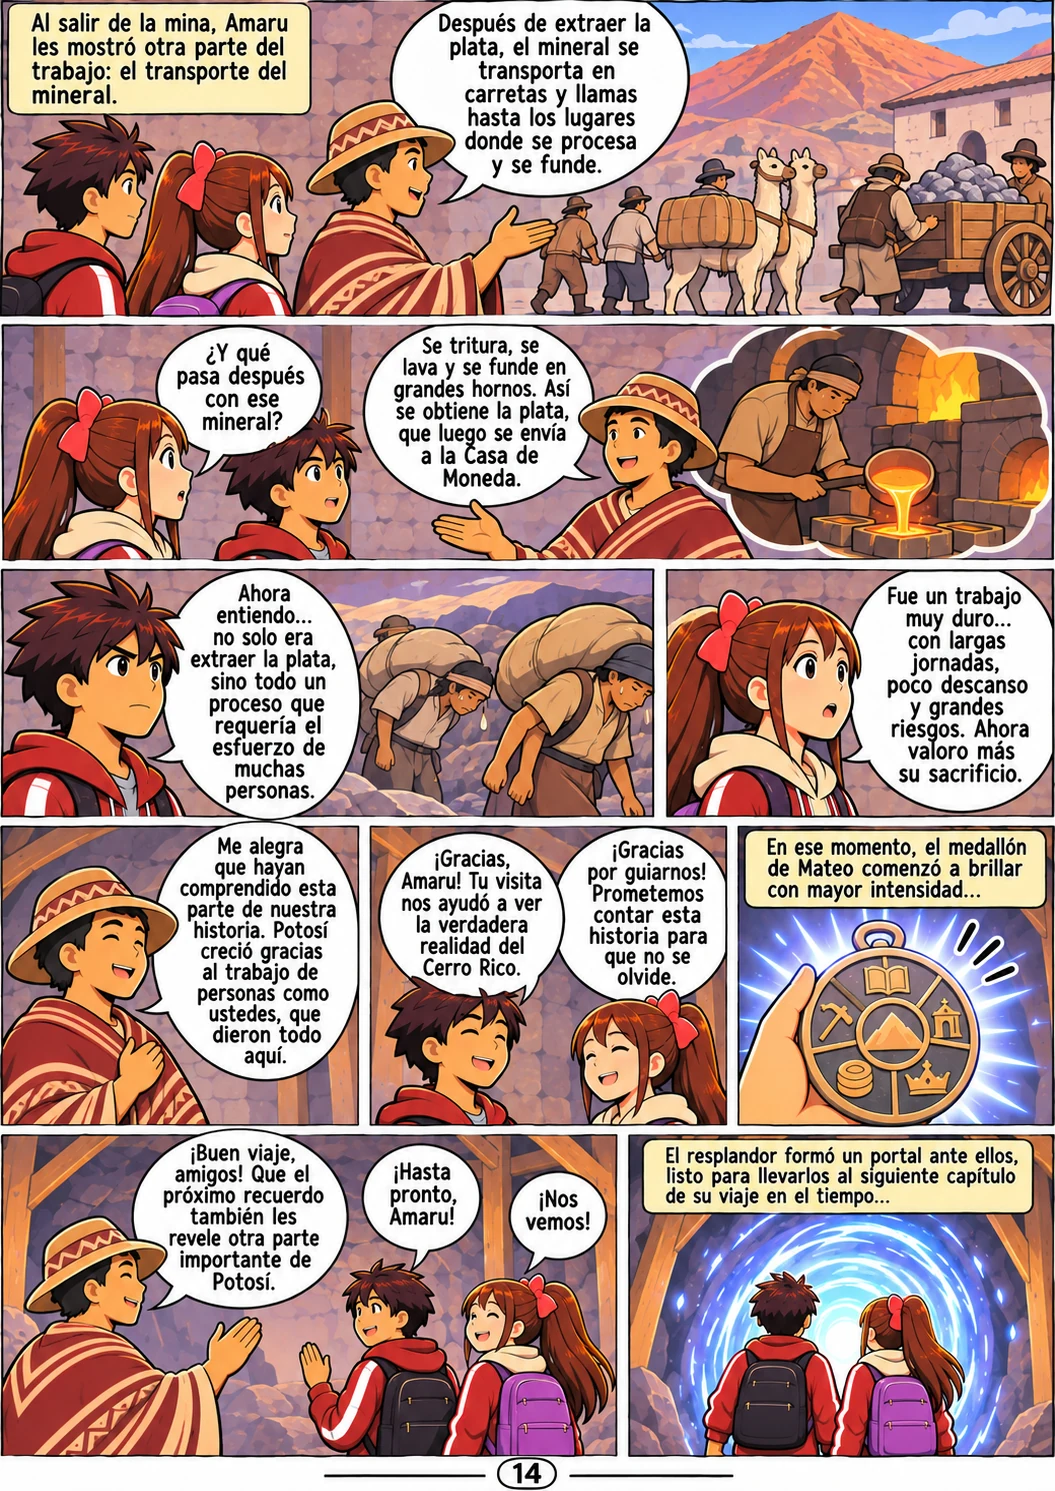 Al salir de la mina, Amaru
les mostró otra parte del
trabajo: el transporte del
mineral.
Después de extraer la
plata, el mineral se
transporta en
carretas y llamas
hasta los lugares
donde se procesa
y se funde.
¿Y qué
pasa después
con ese
mineral?
Se tritura, se
lava y se funde en
grandes hornos. Así
se obtiene la plata,
que luego se envía
a la Casa de
Moneda.
Ahora
entiendo...
no solo era
extraer la plata,
sino todo un
proceso que
requería el
esfuerzo de
muchas
personas.
Fue un trabajo
muy duro...
con largas
jornadas,
poco descanso
y grandes
riesgos. Ahora
valoro más
su sacrificio.
Me alegra
que hayan
comprendido esta
parte de nuestra
historia. Potosí
creció gracias
al trabajo de
personas como
ustedes, que
dieron todo
aquí.
¡Gracias,
Amaru! Tu visita
nos ayudó a ver
la verdadera
realidad del
Cerro Rico.
¡Gracias
por guiarnos!
Prometemos
contar esta
historia para
que no se
olvide.
En ese momento, el medallón
de Mateo comenzó a brillar
con mayor intensidad...
¡Buen viaje,
amigos! Que el
próximo recuerdo
también les
revele otra parte
importante de
Potosí.
¡Hasta
pronto,
Amaru!
¡Nos
vemos!
El resplandor formó un portal ante ellos,
listo para llevarlos al siguiente capítulo
de su viaje en el tiempo...
14